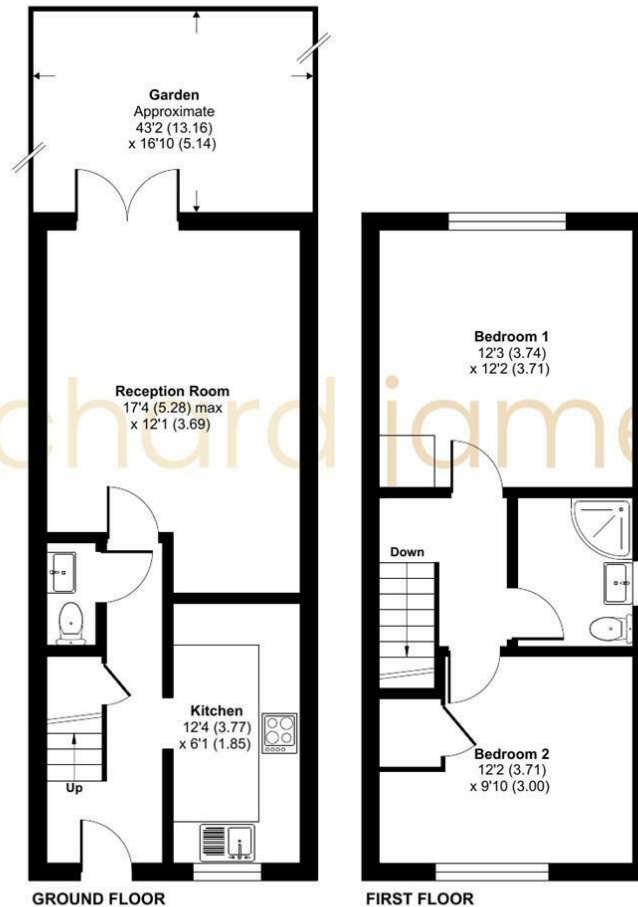 Garden
Approximate
43'2 (13.16)
x 16'10 (5.14)
Reception Room
17'4 (5.28) max
x 12'1 (3.69)
Kitchen
12'4 (3.77)
x 6'1 (1.85)
Up
GROUND FLOOR
Bedroom 1
12'3 (3.74)
x 12'2 (3.71)
Down
Bedroom 2
12'2 (3.71)
x 9'10 (3.00)
FIRST FLOOR
chard jame